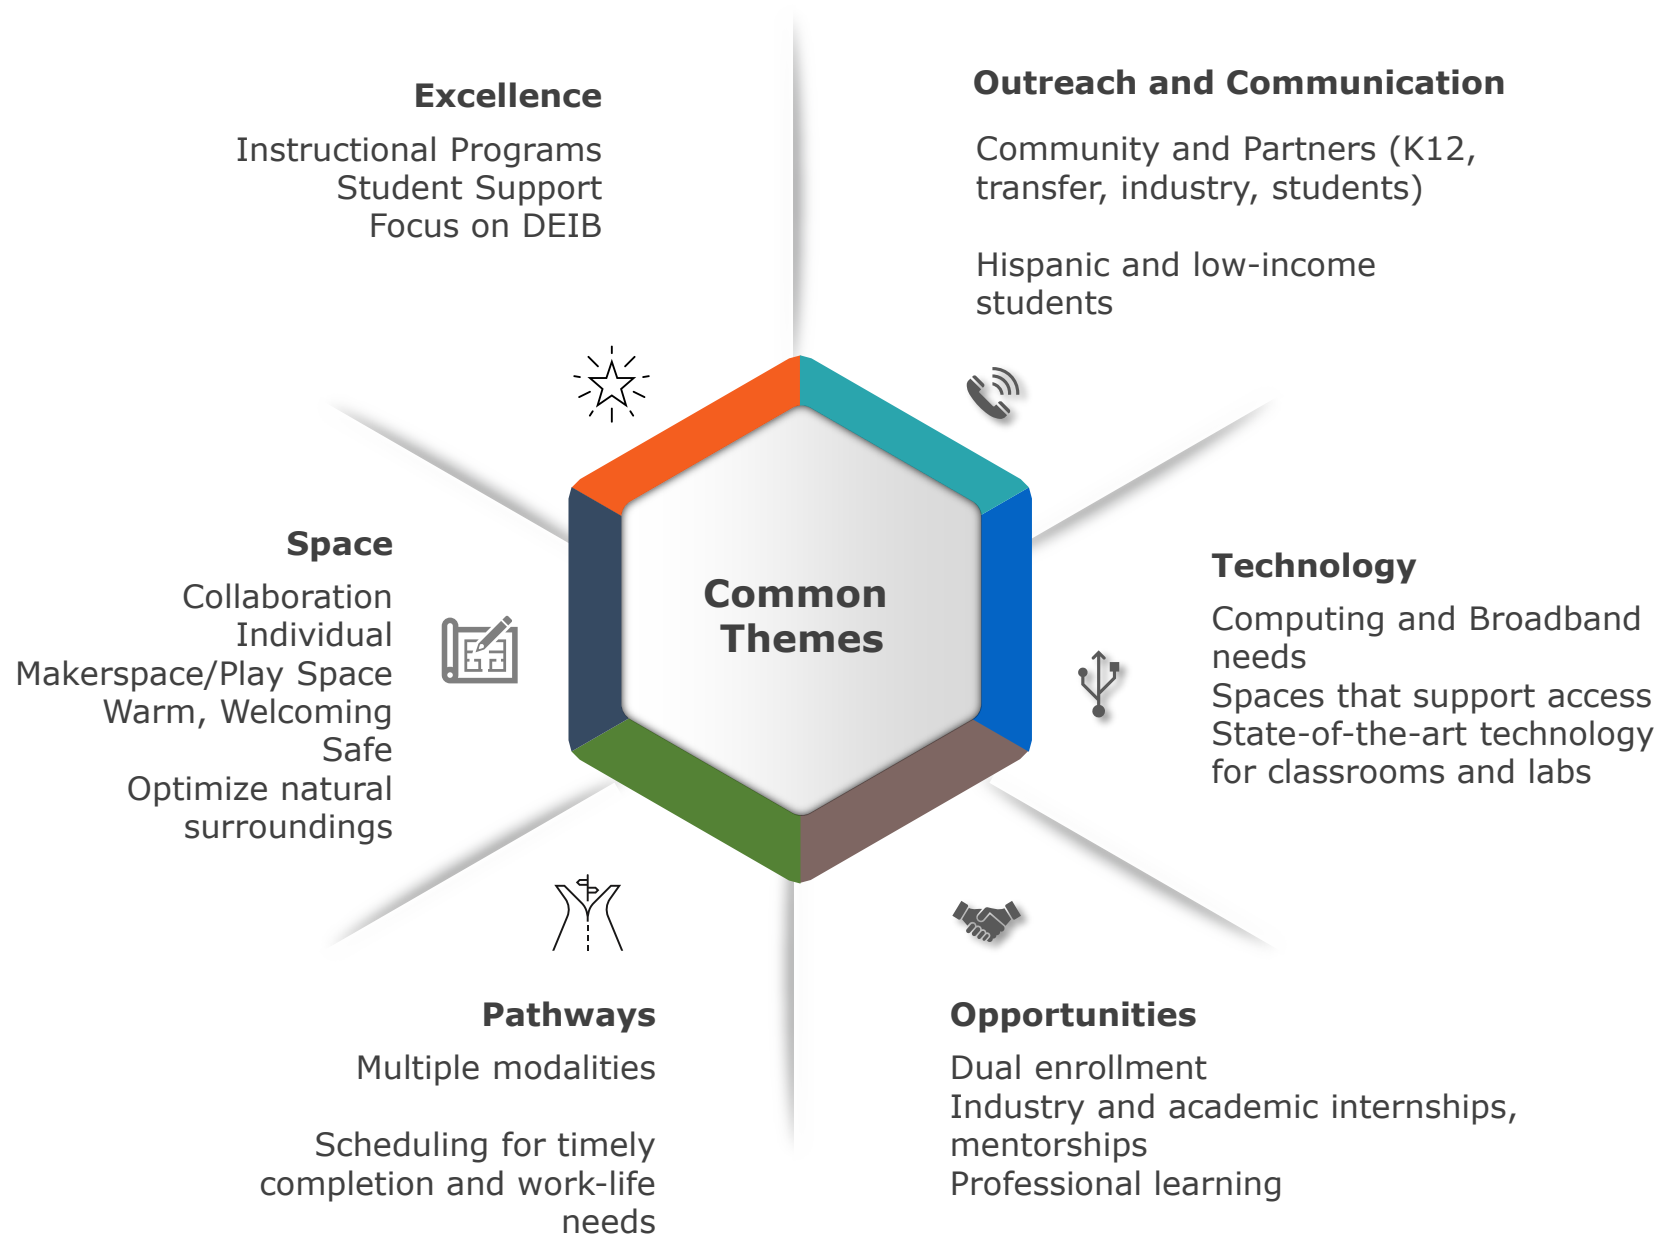 Excellence
Instructional Programs
Student Support
Focus on DEIB
Outreach and Communication
Community and Partners (K12,
transfer, industry, students)
Hispanic and low-income
students
Space
Collaboration
Individual
Makerspace/Play Space
Warm, Welcoming
Safe
Optimize natural
surroundings
Common
Themes
Technology
Computing and Broadband
needs
Spaces that support access
State-of-the-art technology
for classrooms and labs
Pathways
Multiple modalities
Scheduling for timely
completion and work-life
needs
Opportunities
Dual enrollment
Industry and academic internships,
mentorships
Professional learning